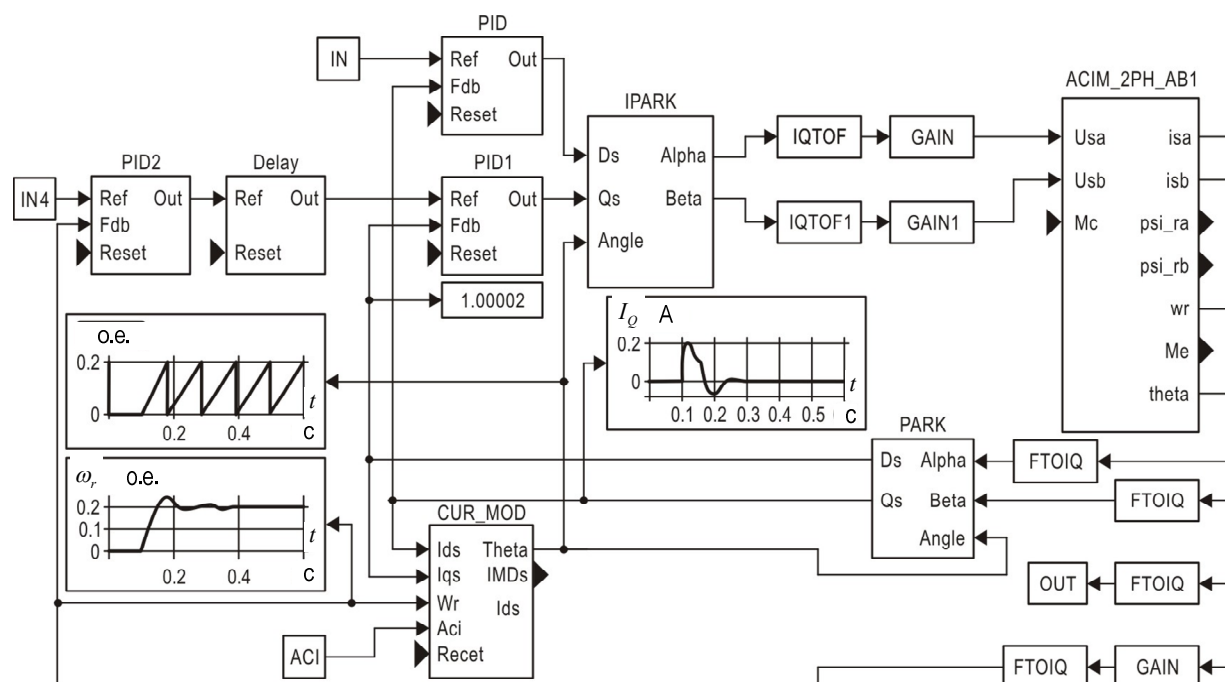 PID
IN
Ref Out
Fdb
Reset
IPARK
Ds Alpha
Qs Beta
Angle
IQTOF
GAIN
IQTOF1
GAIN1
ACIM_2PH_AB1
Usa isa
Usb isb
Mc psi_ra
psi_rb
wr
Me
theta
PID2
IN4
Ref Out
Fdb
Reset
Delay
Ref Out
Reset
PID1
Ref Out
Fdb
Reset
1.00002
o.e.
0.2
0
0.2 0.4
t
c
I_Q A
0.2
0
0.1 0.2 0.3 0.4 0.5
t
c
ω_r o.e.
0.2
0.1
0
0.2 0.4
t
c
PARK
Ds Alpha
Qs Beta
Angle
FTOIQ
FTOIQ
CUR_MOD
Ids Theta
Iqs IMDs
Wr Ids
Aci
Recet
ACI
OUT
FTOIQ
FTOIQ
GAIN